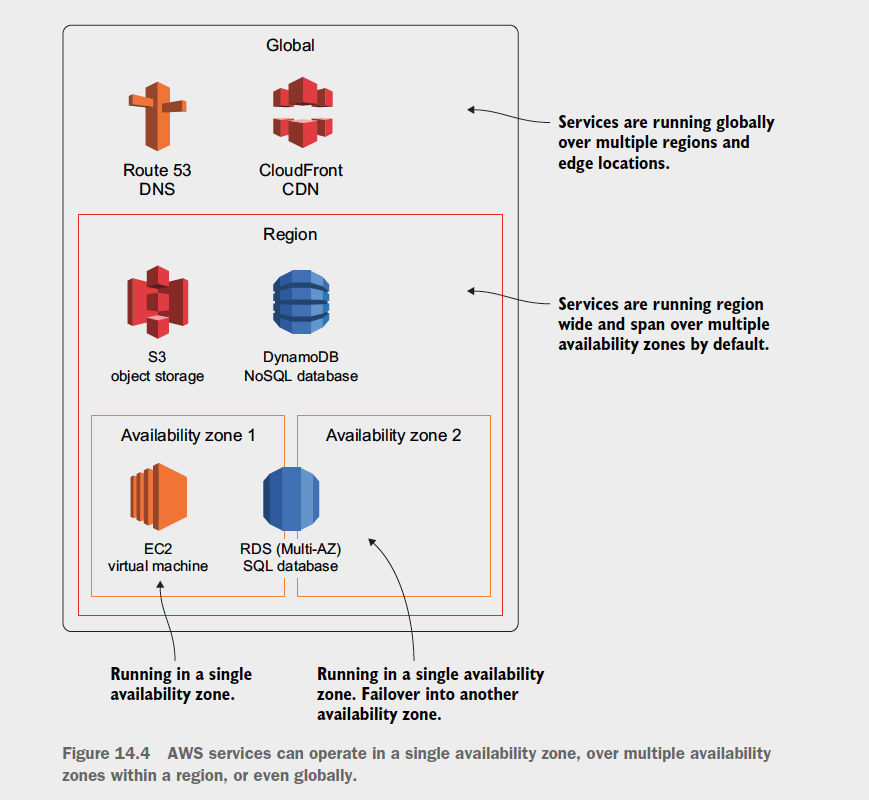 Global
Route 53
DNS
CloudFront
CDN
Services are running globally
over multiple regions and
edge locations.
Region
S3
object storage
DynamoDB
NoSQL database
Services are running region
wide and span over multiple
availability zones by default.
Availability zone 1
Availability zone 2
EC2
virtual machine
RDS (Multi-AZ)
SQL database
Running in a single
availability zone.
Running in a single availability
zone. Failover into another
availability zone.
Figure 14.4 AWS services can operate in a single availability zone, over multiple availability
zones within a region, or even globally.